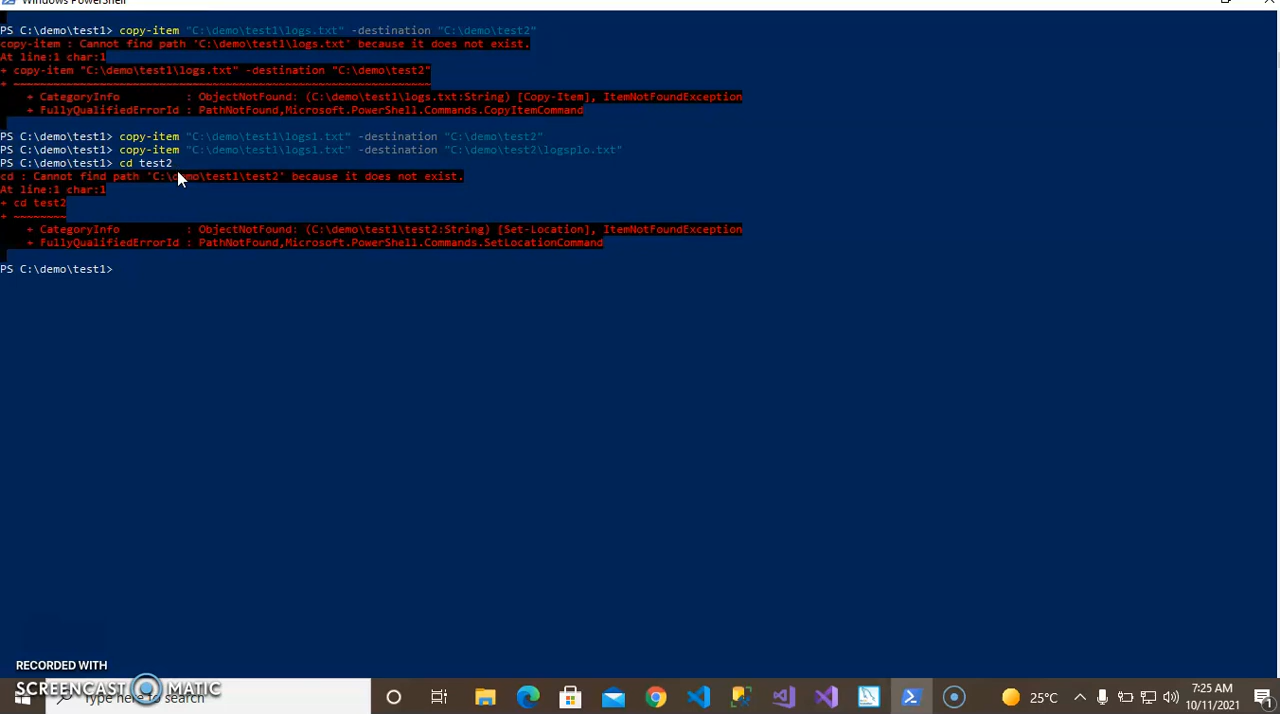 Windows PowerShell
PS C:\demo\test1> copy-item "C:\demo\test1\logs.txt" -destination "C:\demo\test2"
copy-item : Cannot find path 'C:\demo\test1\logs.txt' because it does not exist.
At line:1 char:1
+ copy-item "C:\demo\test1\logs.txt" -destination "C:\demo\test2"
+ ~~~~~~~~~~~~~~~~~~~~~~~~~~~~~~~~~~~~~~~~~~~~~~~~~~~~~~~~~~~~~~~
+ CategoryInfo : ObjectNotFound: (C:\demo\test1\logs.txt:String) [Copy-Item], ItemNotFoundException
+ FullyQualifiedErrorId : PathNotFound,Microsoft.PowerShell.Commands.CopyItemCommand
PS C:\demo\test1> copy-item "C:\demo\test1\logs1.txt" -destination "C:\demo\test2"
PS C:\demo\test1> copy-item "C:\demo\test1\logs1.txt" -destination "C:\demo\test2\logsplo.txt"
PS C:\demo\test1> cd test2
cd : Cannot find path 'C:\demo\test1\test2' because it does not exist.
At line:1 char:1
+ cd test2
+ ~~~~~~~~
+ CategoryInfo : ObjectNotFound: (C:\demo\test1\test2:String) [Set-Location], ItemNotFoundException
+ FullyQualifiedErrorId : PathNotFound,Microsoft.PowerShell.Commands.SetLocationCommand
PS C:\demo\test1>
RECORDED WITH
SCREENCAST MATIC
Type here to search
25°C
7:25 AM
10/11/2021
1